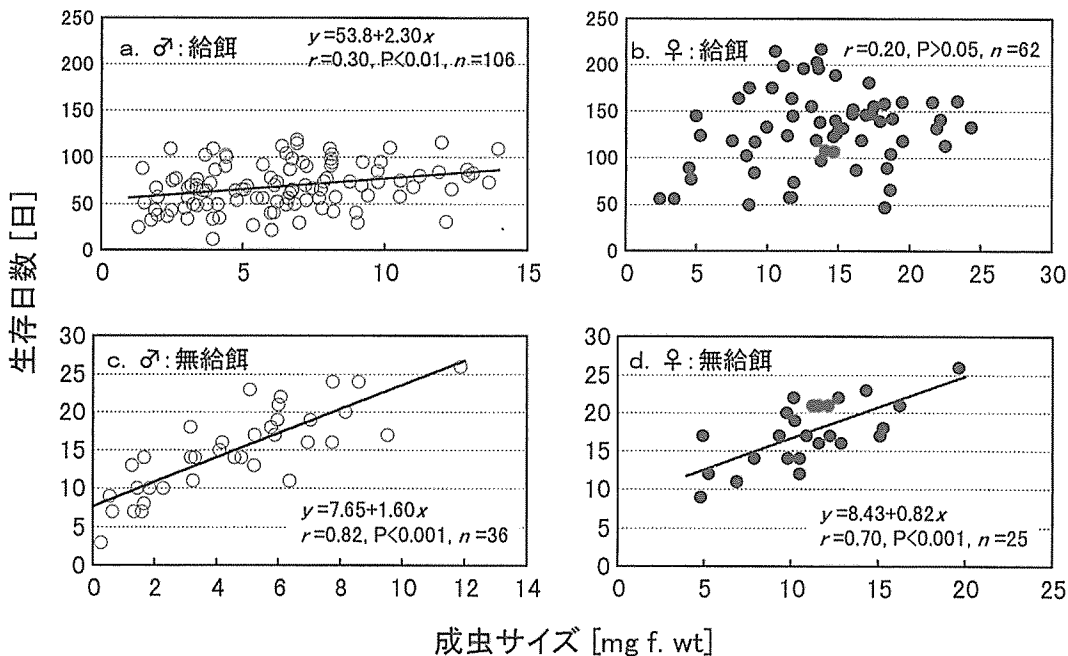 生存日数 [日]
250
200
150
100
50
0
a. ♂: 給餌
y=53.8+2.30x
r=0.30, P<0.01, n=106
0 5 10 15
250
200
150
100
50
0
b. ♀: 給餌
r=0.20, P>0.05, n=62
0 5 10 15 20 25 30
30
25
20
15
10
5
0
c. ♂: 無給餌
y=7.65+1.60x
r=0.82, P<0.001, n=36
0 2 4 6 8 10 12 14
30
25
20
15
10
5
0
d. ♀: 無給餌
y=8.43+0.82x
r=0.70, P<0.001, n=25
0 5 10 15 20 25
成虫サイズ [mg f. wt]